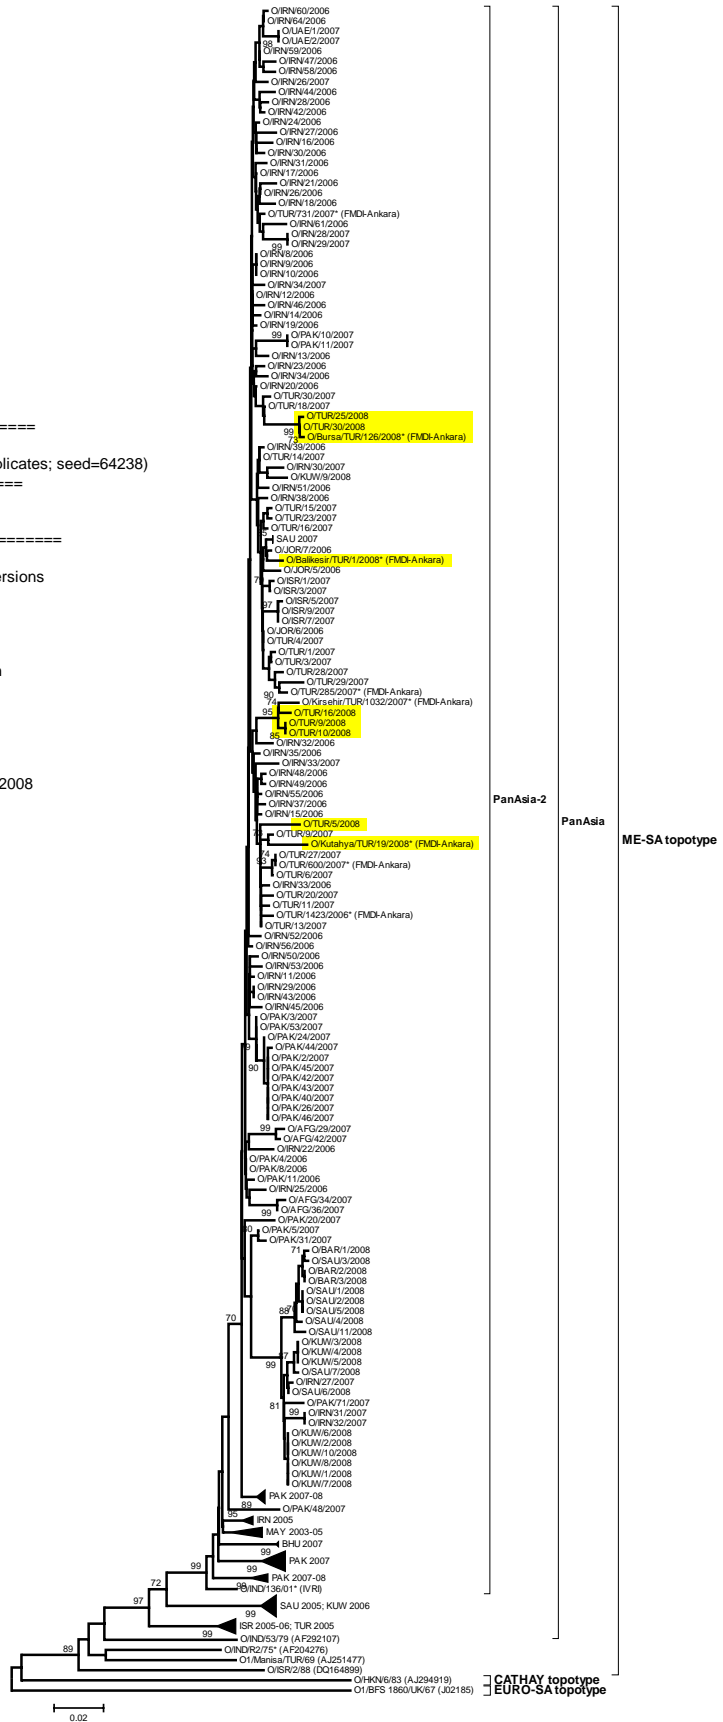 O/IRN/60/2006
O/IRN/64/2006
O/UAE/1/2007
O/UAE/2/2007
98
O/IRN/59/2006
O/IRN/47/2006
O/IRN/58/2006
O/IRN/26/2007
O/IRN/44/2006
O/IRN/28/2006
O/IRN/42/2006
O/IRN/24/2006
O/IRN/27/2006
O/IRN/16/2006
O/IRN/30/2006
O/IRN/31/2006
O/IRN/17/2006
O/IRN/21/2006
O/IRN/26/2006
O/IRN/18/2006
O/TUR/731/2007* (FMDI-Ankara)
O/IRN/61/2006
O/IRN/28/2007
O/IRN/29/2007
99
O/IRN/8/2006
O/IRN/9/2006
O/IRN/10/2006
O/IRN/34/2007
O/IRN/12/2006
O/IRN/46/2006
O/IRN/14/2006
O/IRN/19/2006
99
O/PAK/10/2007
O/PAK/11/2007
O/IRN/13/2006
O/IRN/23/2006
O/IRN/34/2006
O/IRN/20/2006
O/TUR/30/2007
O/TUR/18/2007
O/TUR/25/2008
====
O/TUR/30/2008
99
O/Bursa/TUR/126/2008* (FMDI-Ankara)
73
O/IRN/39/2006
O/TUR/14/2007
plicates; seed=64238)
O/IRN/30/2007
O/KUW/9/2008
===
O/IRN/51/2006
O/IRN/38/2006
O/TUR/15/2007
O/TUR/23/2007
O/TUR/16/2007
=======
SAU 2007
O/JOR/7/2006
O/Balikesir/TUR/1/2008* (FMDI-Ankara)
O/JOR/5/2006
ersions
O/ISR/1/2007
O/ISR/3/2007
O/ISR/5/2007
97
O/ISR/9/2007
O/ISR/7/2007
O/JOR/6/2006
O/TUR/4/2007
O/TUR/1/2007
O/TUR/3/2007
O/TUR/28/2007
O/TUR/29/2007
90
O/TUR/285/2007* (FMDI-Ankara)
74
O/Kirsehir/TUR/1032/2007* (FMDI-Ankara)
95
O/TUR/16/2008
O/TUR/9/2008
O/TUR/10/2008
85
O/IRN/32/2006
O/IRN/35/2006
O/IRN/33/2007
O/IRN/48/2006
2008
O/IRN/49/2006
O/IRN/55/2006
PanAsia-2
O/IRN/37/2006
O/IRN/15/2006
PanAsia
O/TUR/5/2008
O/TUR/9/2007
ME-SA topotype
O/Kutahya/TUR/19/2008* (FMDI-Ankara)
74
O/TUR/27/2007
93
O/TUR/600/2007* (FMDI-Ankara)
O/TUR/6/2007
O/IRN/33/2006
O/TUR/20/2007
O/TUR/11/2007
O/TUR/1423/2006* (FMDI-Ankara)
O/TUR/13/2007
O/IRN/52/2006
O/IRN/56/2006
O/IRN/50/2006
O/IRN/53/2006
O/IRN/11/2006
O/IRN/29/2006
O/IRN/43/2006
O/IRN/45/2006
O/PAK/3/2007
O/PAK/53/2007
O/PAK/24/2007
O/PAK/44/2007
O/PAK/2/2007
90
O/PAK/45/2007
O/PAK/42/2007
O/PAK/43/2007
O/PAK/40/2007
O/PAK/26/2007
O/PAK/46/2007
99
O/AFG/29/2007
O/AFG/42/2007
O/IRN/22/2006
O/PAK/4/2006
O/PAK/8/2006
O/PAK/11/2006
O/IRN/25/2006
O/AFG/34/2007
O/AFG/36/2007
99
O/PAK/20/2007
O/PAK/5/2007
O/PAK/31/2007
71
O/BAR/1/2008
O/SAU/3/2008
O/BAR/2/2008
O/BAR/3/2008
O/SAU/1/2008
O/SAU/2/2008
88
O/SAU/5/2008
O/SAU/4/2008
70
O/SAU/11/2008
O/KUW/3/2008
O/KUW/4/2008
O/KUW/5/2008
99
O/SAU/7/2008
O/IRN/27/2007
O/SAU/6/2008
O/PAK/71/2007
81
99
O/IRN/31/2007
O/IRN/32/2007
O/KUW/6/2008
O/KUW/2/2008
O/KUW/10/2008
O/KUW/8/2008
O/KUW/1/2008
O/KUW/7/2008
PAK 2007-08
89
O/PAK/48/2007
95
IRN 2005
MAY 2003-05
BHU 2007
99
PAK 2007
99
99
PAK 2007-08
O/IND/136/01* (IVRI)
72
SAU 2005; KUW 2006
97
99
ISR 2005-06; TUR 2005
99
O/IND/53/79 (AF292107)
89
O/IND/R2/75* (AF204276)
O1/Manisa/TUR/69 (AJ251477)
O/ISR/2/88 (DQ164899)
O/HKN/6/83 (AJ294919)
CATHAY topotype
O1/BFS 1860/UK/67 (J02185)
EURO-SA topotype
0.02